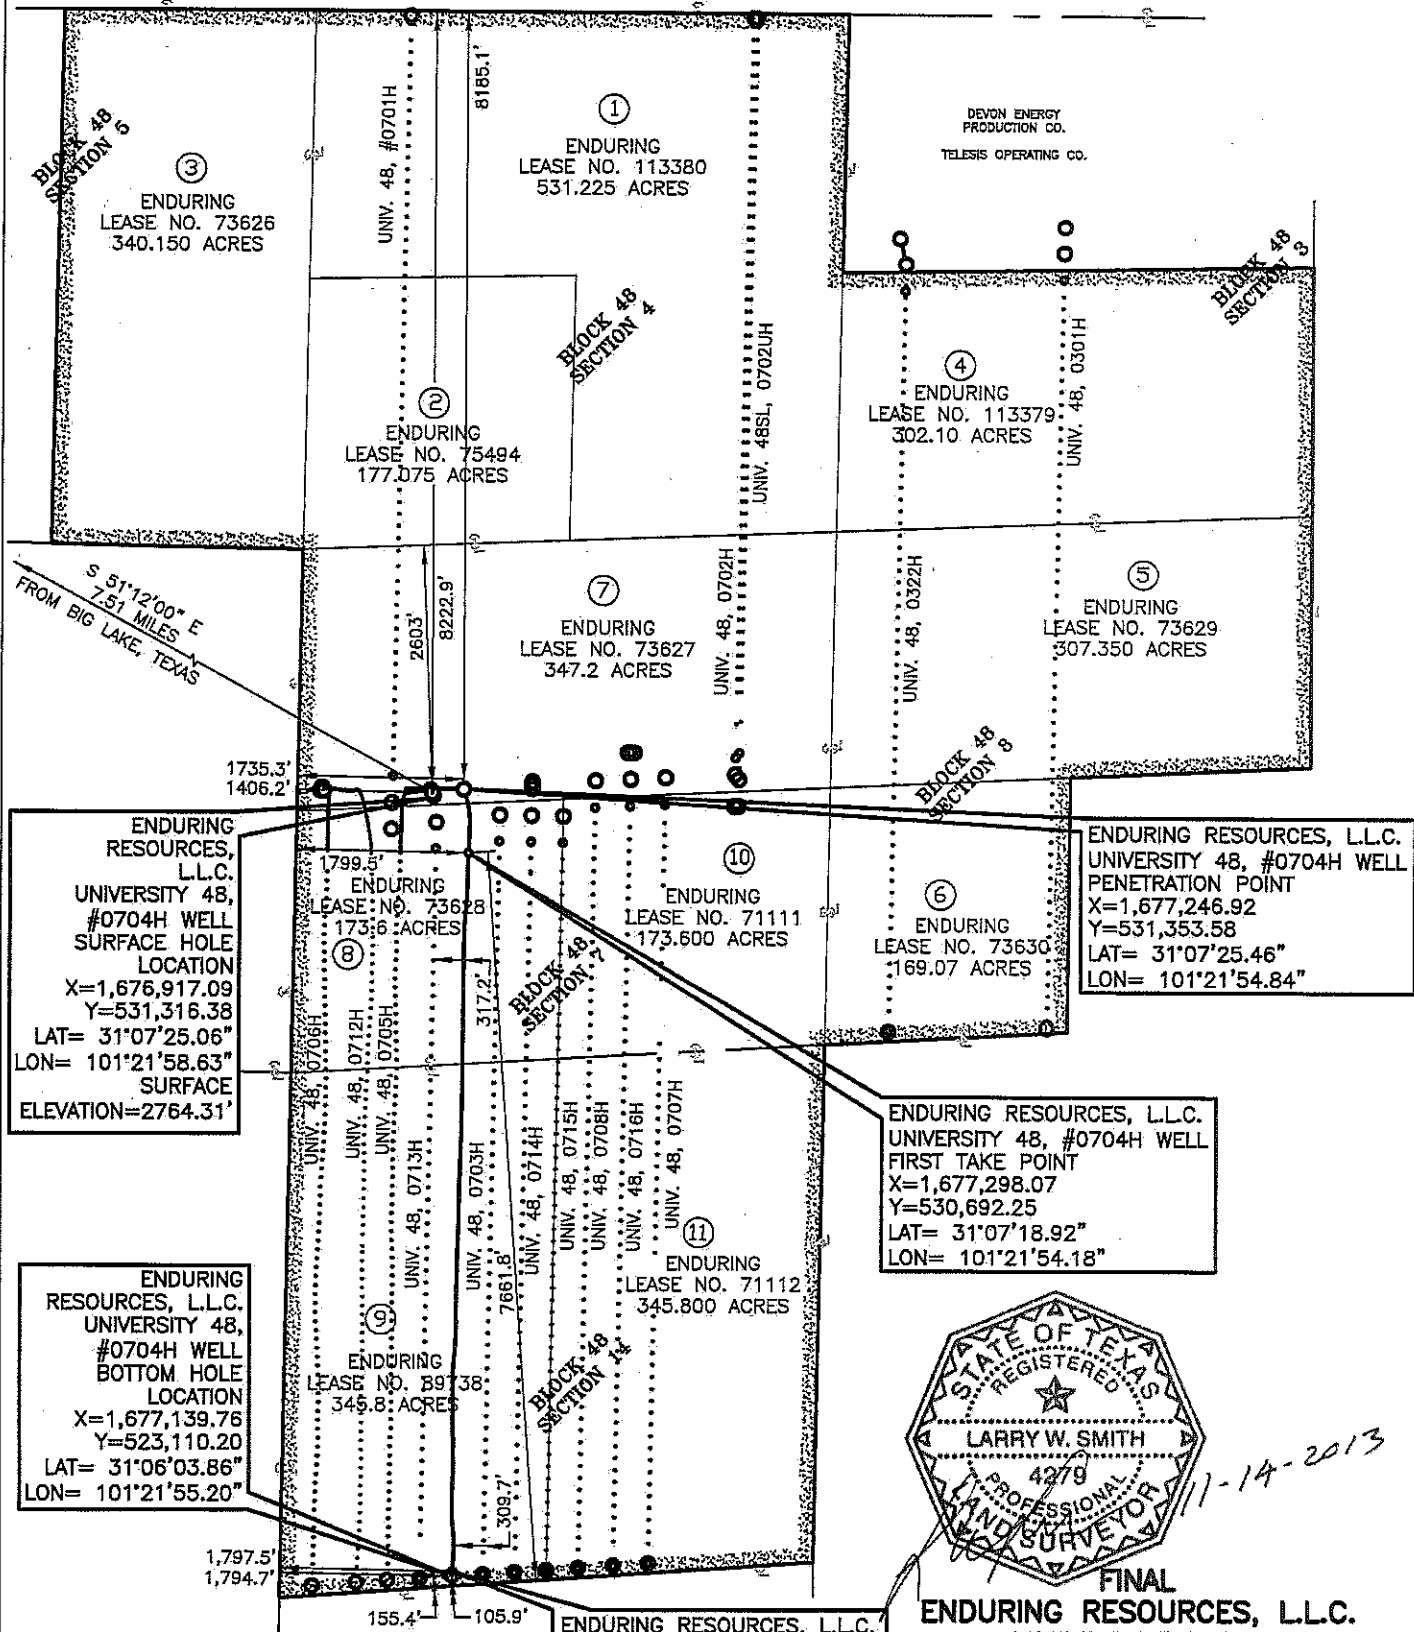 8185.1'
UNIV. 48, #0701H
①
ENDURING
LEASE NO. 113380
531.225 ACRES
DEVON ENERGY
PRODUCTION CO.
TELESIS OPERATING CO.
BLOCK 48
SECTION 5
③
ENDURING
LEASE NO. 73626
340.150 ACRES
BLOCK 48
SECTION 3
BLOCK 48
SECTION 4
UNIV. 48SL, 0702UH
④
ENDURING
LEASE NO. 113379
302.10 ACRES
UNIV. 48, 0301H
②
ENDURING
LEASE NO. 75494
177.075 ACRES
S 51°12'00" E
7.51 MILES
FROM BIG LAKE, TEXAS
2603'
8222.9'
⑦
ENDURING
LEASE NO. 73627
347.2 ACRES
UNIV. 48, 0702H
UNIV. 48, 0322H
⑤
ENDURING
LEASE NO. 73629
307.350 ACRES
BLOCK 48
SECTION 8
1735.3'
1406.2'
ENDURING
RESOURCES,
L.L.C.
UNIVERSITY 48,
#0704H WELL
SURFACE HOLE
LOCATION
X=1,676,917.09
Y=531,316.38
LAT= 31°07'25.06"
LON= 101°21'58.63"
SURFACE
ELEVATION=2764.31'
1799.5'
ENDURING
LEASE NO. 73628
173.6 ACRES
⑧
317.2'
BLOCK 48
SECTION 7
⑩
ENDURING
LEASE NO. 71111
173.600 ACRES
⑥
ENDURING
LEASE NO. 73630
169.07 ACRES
ENDURING RESOURCES, L.L.C.
UNIVERSITY 48, #0704H WELL
PENETRATION POINT
X=1,677,246.92
Y=531,353.58
LAT= 31°07'25.46"
LON= 101°21'54.84"
UNIV. 48, 0706H
UNIV. 48, 0712H
UNIV. 48, 0705H
UNIV. 48, 0713H
UNIV. 48, 0703H
7661.8'
UNIV. 48, 0714H
UNIV. 48, 0715H
UNIV. 48, 0708H
UNIV. 48, 0716H
UNIV. 48, 0707H
ENDURING RESOURCES, L.L.C.
UNIVERSITY 48, #0704H WELL
FIRST TAKE POINT
X=1,677,298.07
Y=530,692.25
LAT= 31°07'18.92"
LON= 101°21'54.18"
⑪
ENDURING
LEASE NO. 71112
345.800 ACRES
ENDURING
RESOURCES, L.L.C.
UNIVERSITY 48,
#0704H WELL
BOTTOM HOLE
LOCATION
X=1,677,139.76
Y=523,110.20
LAT= 31°06'03.86"
LON= 101°21'55.20"
⑨
ENDURING
LEASE NO. 39738
345.8 ACRES
BLOCK 48
SECTION 14
309.7'
STATE OF TEXAS
REGISTERED
LARRY W. SMITH
4279
PROFESSIONAL
LAND SURVEYOR
11-14-2013
1,797.5'
1,794.7'
155.4'
105.9'
ENDURING RESOURCES, L.L.C.
FINAL
ENDURING RESOURCES, L.L.C.